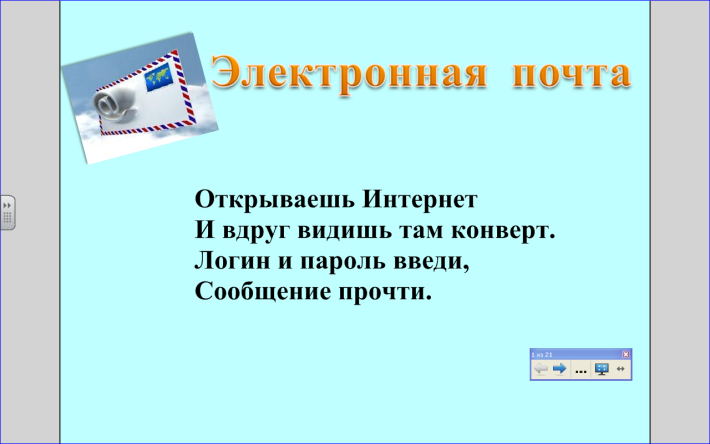 Электронная почта
Открываешь Интернет
И вдруг видишь там конверт.
Логин и пароль введи,
Сообщение прочти.
1 из 21